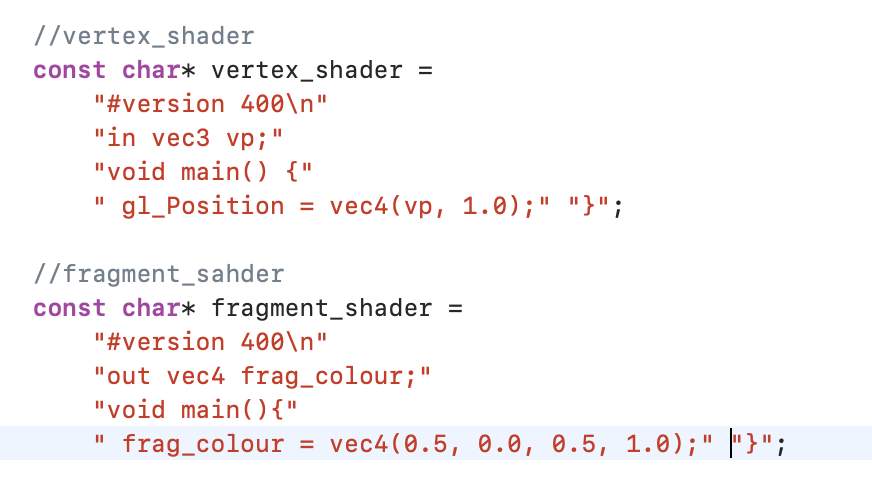 //vertex_shader
const char* vertex_shader =
    "#version 400\n"
    "in vec3 vp;"
    "void main() {"
    " gl_Position = vec4(vp, 1.0);" "}";
//fragment_sahder
const char* fragment_shader =
    "#version 400\n"
    "out vec4 frag_colour;"
    "void main(){"
    " frag_colour = vec4(0.5, 0.0, 0.5, 1.0);" "}";